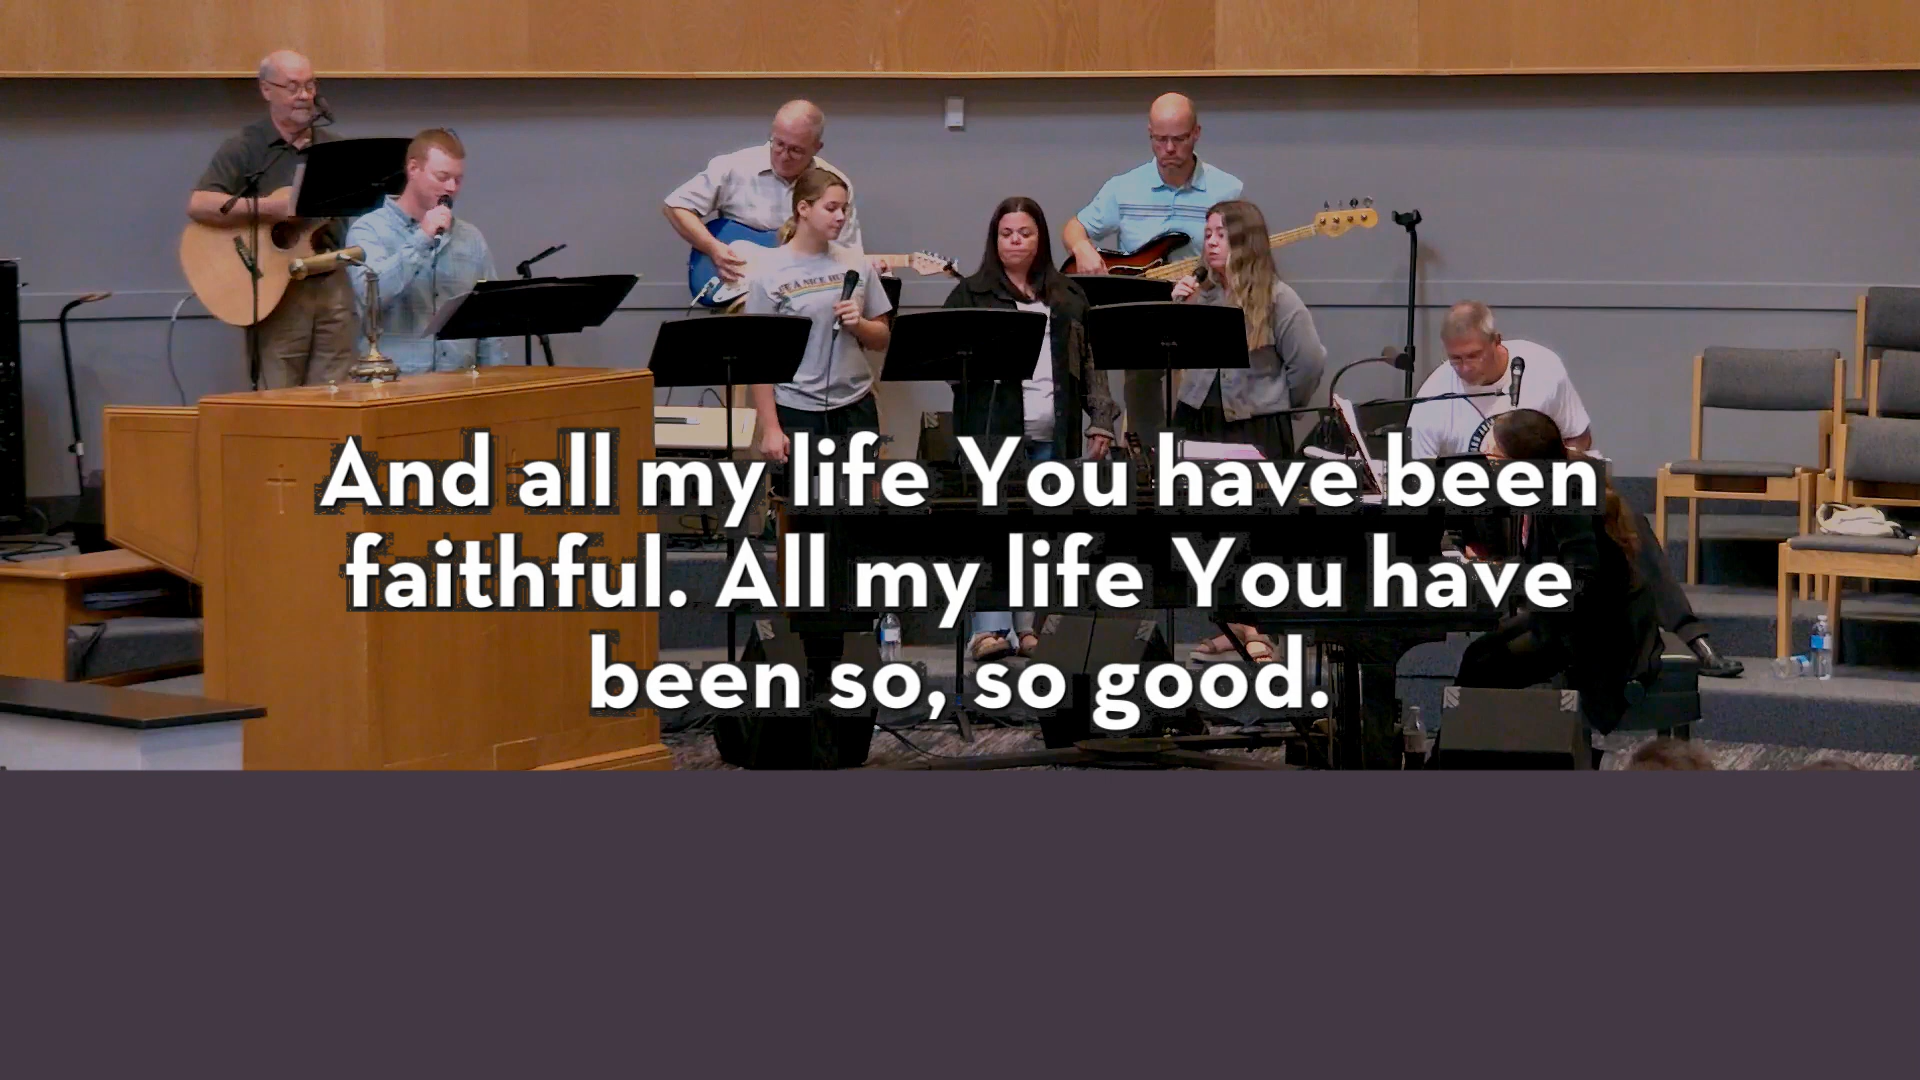 And all my life You have been
faithful. All my life You have
been so, so good.